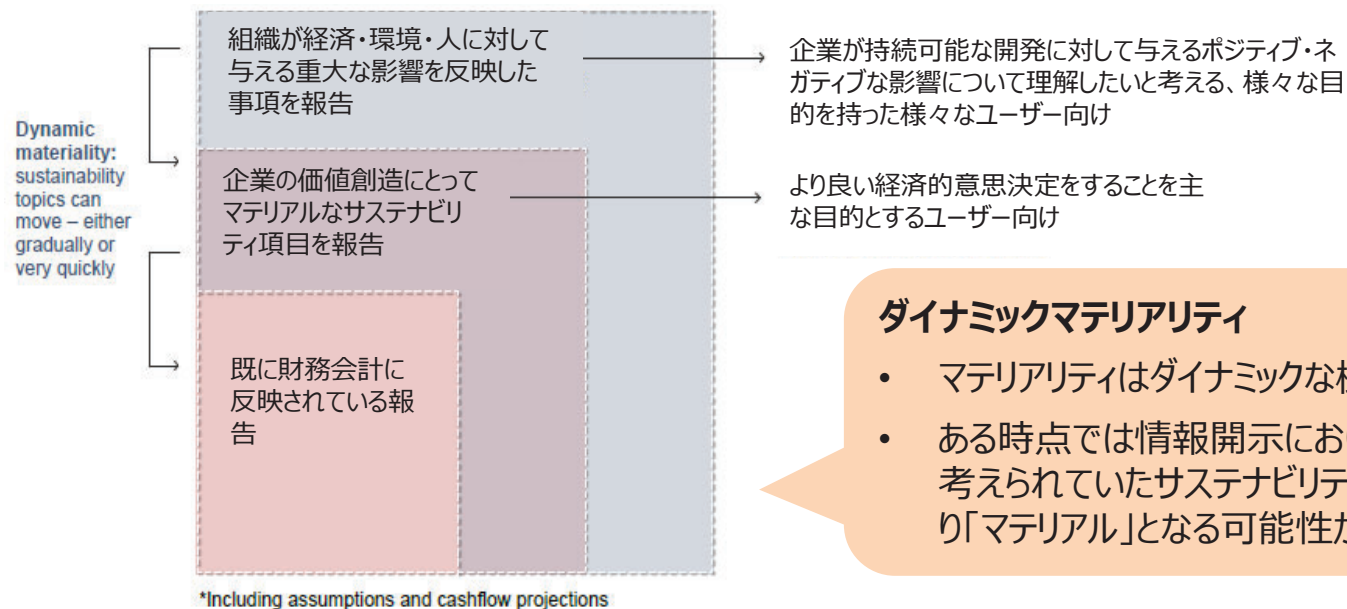 組織が経済・環境・人に対して
与える重大な影響を反映した
事項を報告
企業が持続可能な開発に対して与えるポジティブ・ネ
ガティブな影響について理解したいと考える、様々な目
的を持った様々なユーザー向け
Dynamic
materiality:
sustainability
topics can
move – either
gradually or
very quickly
企業の価値創造にとって
マテリアルなサステナビリ
ティ項目を報告
より良い経済的意思決定をすることを主
な目的とするユーザー向け
既に財務会計に
反映されている報
告
ダイナミックマテリアリティ
• マテリアリティはダイナミックな
• ある時点では情報開示にお
考えられていたサステナビリテ
り「マテリアル」となる可能性
*Including assumptions and cashflow projections